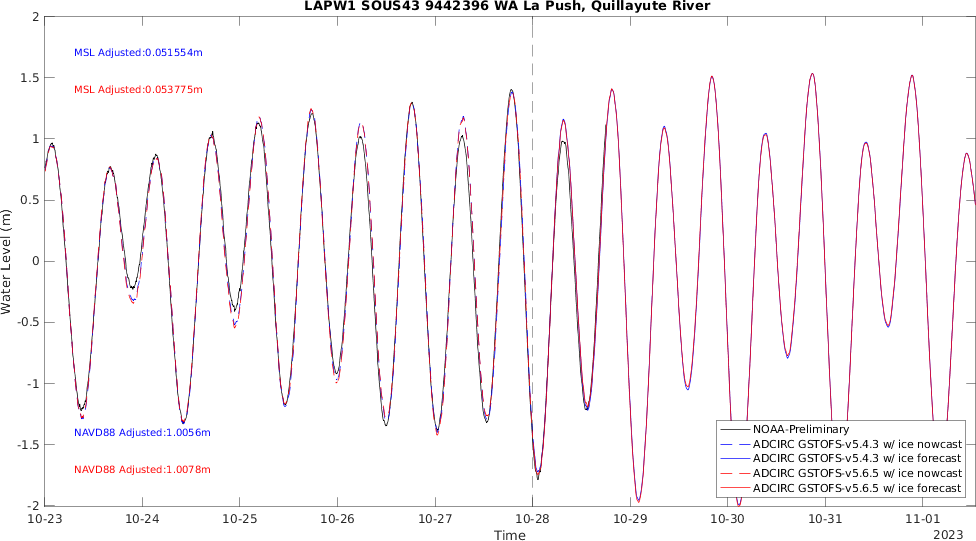 LAPW1 SOUS43 9442396 WA La Push, Quillayute River
2
1.5
1
0.5
0
-0.5
-1
-1.5
-2
Water Level (m)
MSL Adjusted:0.051554m
MSL Adjusted:0.053775m
NAVD88 Adjusted:1.0056m
NAVD88 Adjusted:1.0078m
NOAA-Preliminary
ADCIRC GSTOFS-v5.4.3 w/ ice nowcast
ADCIRC GSTOFS-v5.4.3 w/ ice forecast
ADCIRC GSTOFS-v5.6.5 w/ ice nowcast
ADCIRC GSTOFS-v5.6.5 w/ ice forecast
10-23 10-24 10-25 10-26 10-27 10-28 10-29 10-30 10-31 11-01
Time
2023